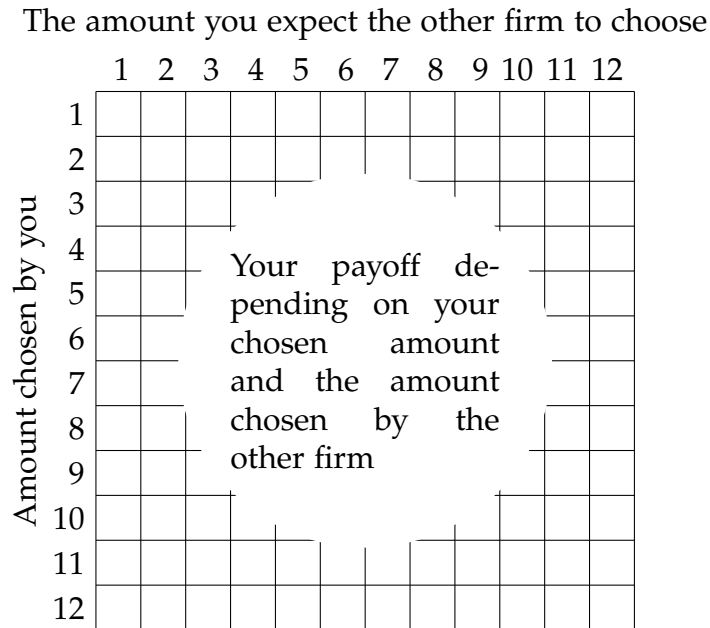 The amount you expect the other firm to choose
1 2 3 4 5 6 7 8 9 10 11 12
Amount chosen by you
1
2
3
4
5
6
7
8
9
10
11
12
Your payoff de-
pending on your
chosen amount
and the amount
chosen by the
other firm